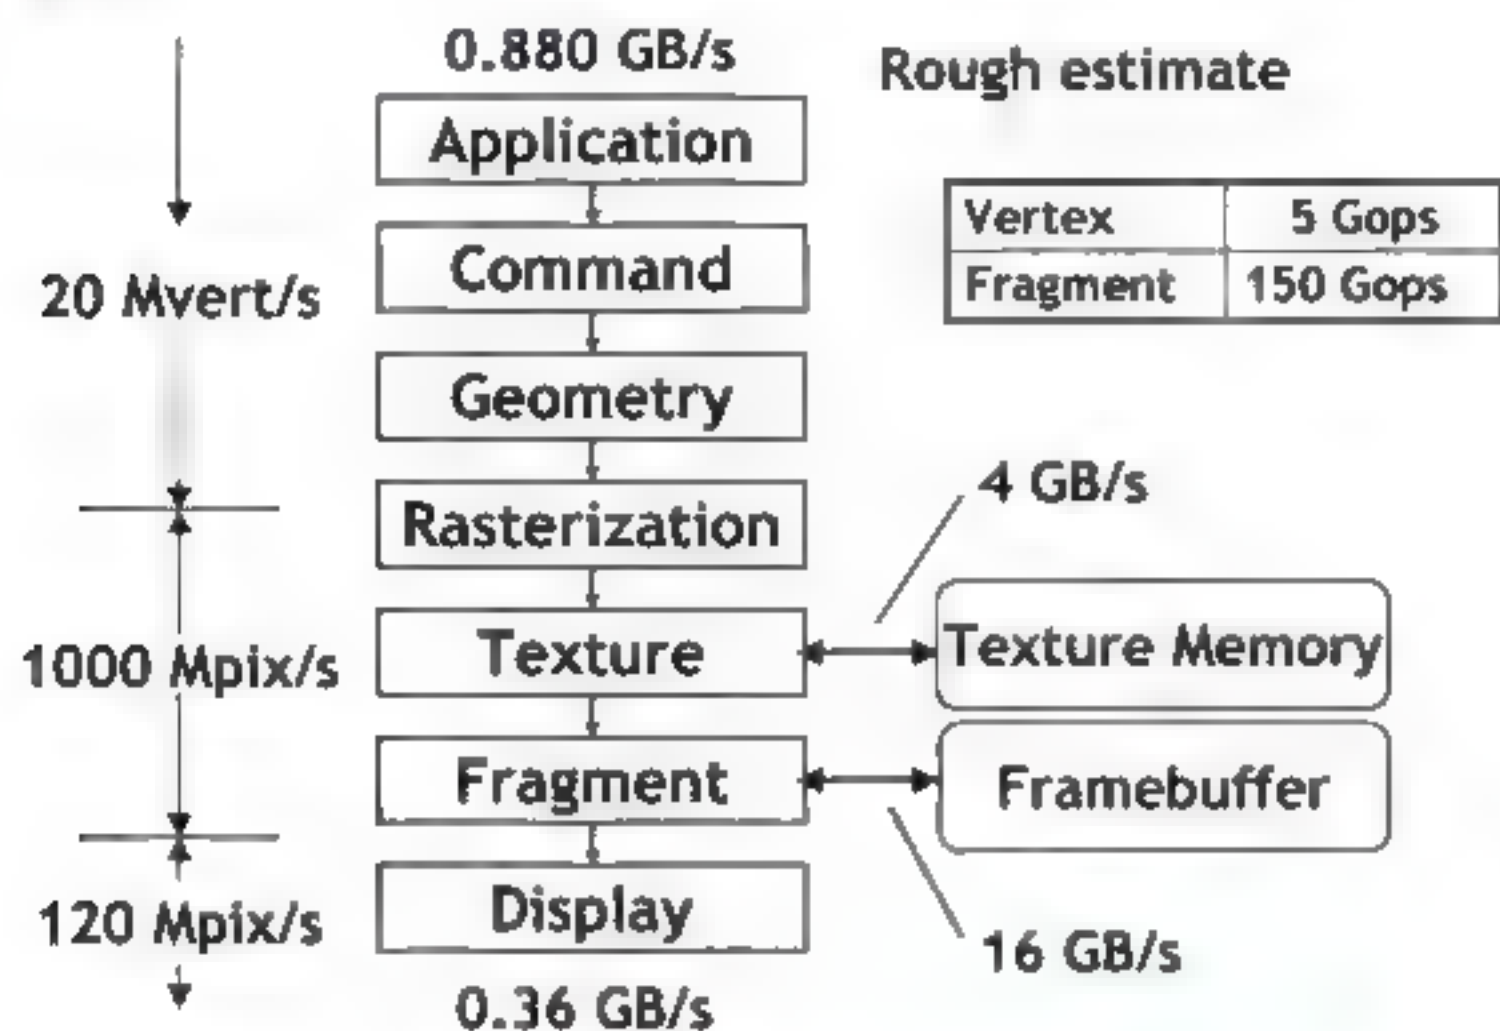 0.880 GB/s
Rough estimate
Application
Vertex 5 Gops
Fragment 150 Gops
Command
20 Mvert/s
Geometry
4 GB/s
Rasterization
Texture
Texture Memory
1000 Mpix/s
Fragment
Framebuffer
Display
120 Mpix/s
16 GB/s
0.36 GB/s